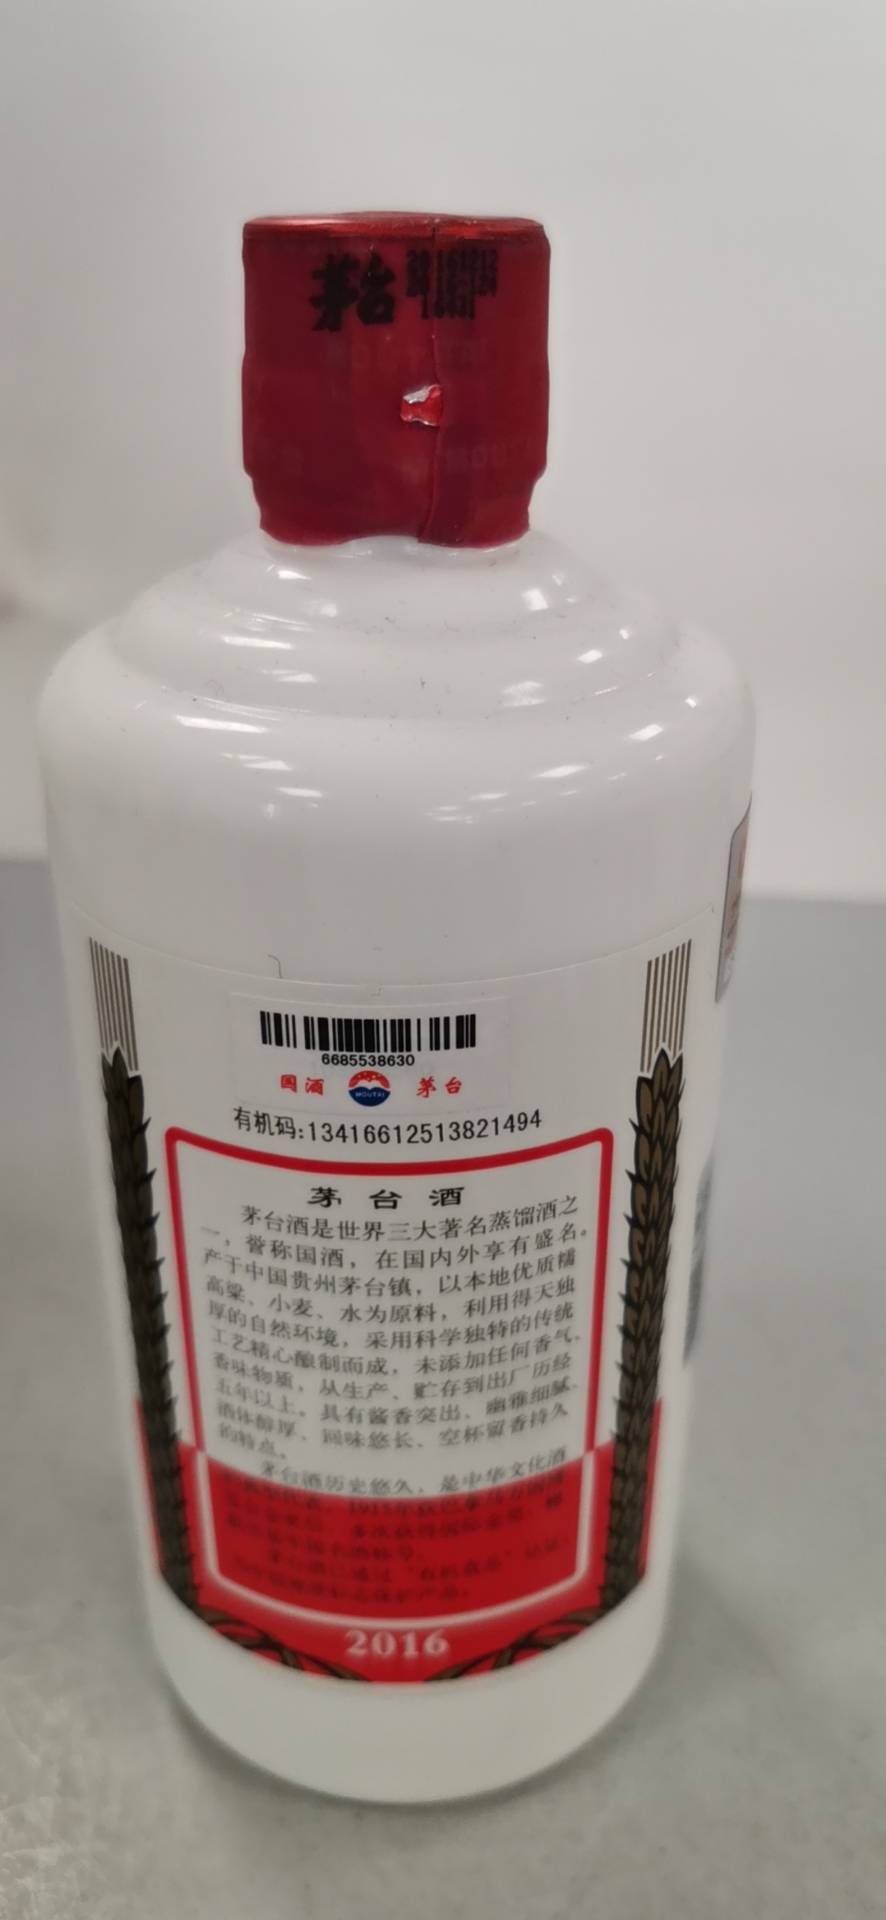 茅台
20161212
MOUTAI
6685538630
国酒
MOUTAI
茅台
有机码:13416612513821494
茅台酒
茅台酒是世界三大著名蒸馏酒之
一，誉称国酒，在国内外享有盛名。
产于中国贵州茅台镇，以本地优质糯
高粱、小麦、水为原料，利用得天独
厚的自然环境，采用科学独特的传统
工艺精心酿制而成，未添加任何香气、
香味物质，从生产、贮存到出厂历经
五年以上。具有酱香突出、幽雅细腻、
酒体醇厚、回味悠长、空杯留香持久
的特点。
茅台酒历史悠久，是中华文化酒
2016